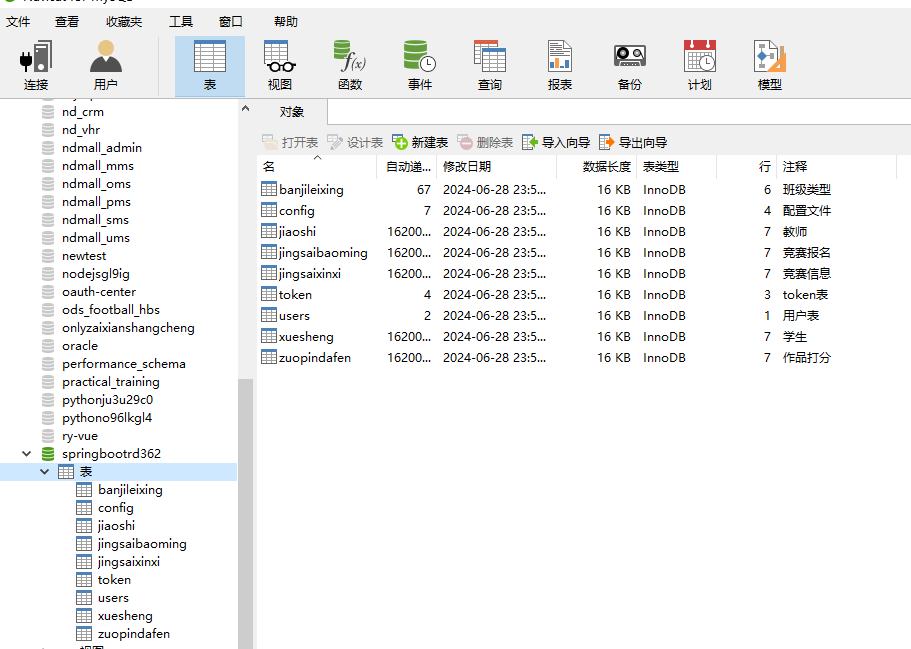 文件 查看 收藏夹 工具 窗口 帮助
连接 用户 表 视图 函数 事件 查询 报表 备份 计划 模型
nd_crm
nd_vhr
ndmall_admin
ndmall_mms
ndmall_oms
ndmall_pms
ndmall_sms
ndmall_ums
newtest
nodejsgl9ig
oauth-center
ods_football_hbs
onlyzaixianshangcheng
oracle
performance_schema
practical_training
pythonju3u29c0
pythono96lkgl4
ry-vue
springbootrd362
表
banjileixing
config
jiaoshi
jingsaibaoming
jingsaixinxi
token
users
xuesheng
zuopindafen
对象
打开表 设计表 新建表 删除表 导入向导 导出向导
名 自动递... 修改日期 数据长度 表类型 行 注释
banjileixing 67 2024-06-28 23:5... 16 KB InnoDB 6 班级类型
config 7 2024-06-28 23:5... 16 KB InnoDB 4 配置文件
jiaoshi 16200... 2024-06-28 23:5... 16 KB InnoDB 7 教师
jingsaibaoming 16200... 2024-06-28 23:5... 16 KB InnoDB 7 竞赛报名
jingsaixinxi 16200... 2024-06-28 23:5... 16 KB InnoDB 7 竞赛信息
token 4 2024-06-28 23:5... 16 KB InnoDB 3 token表
users 2 2024-06-28 23:5... 16 KB InnoDB 1 用户表
xuesheng 16200... 2024-06-28 23:5... 16 KB InnoDB 7 学生
zuopindafen 16200... 2024-06-28 23:5... 16 KB InnoDB 7 作品打分